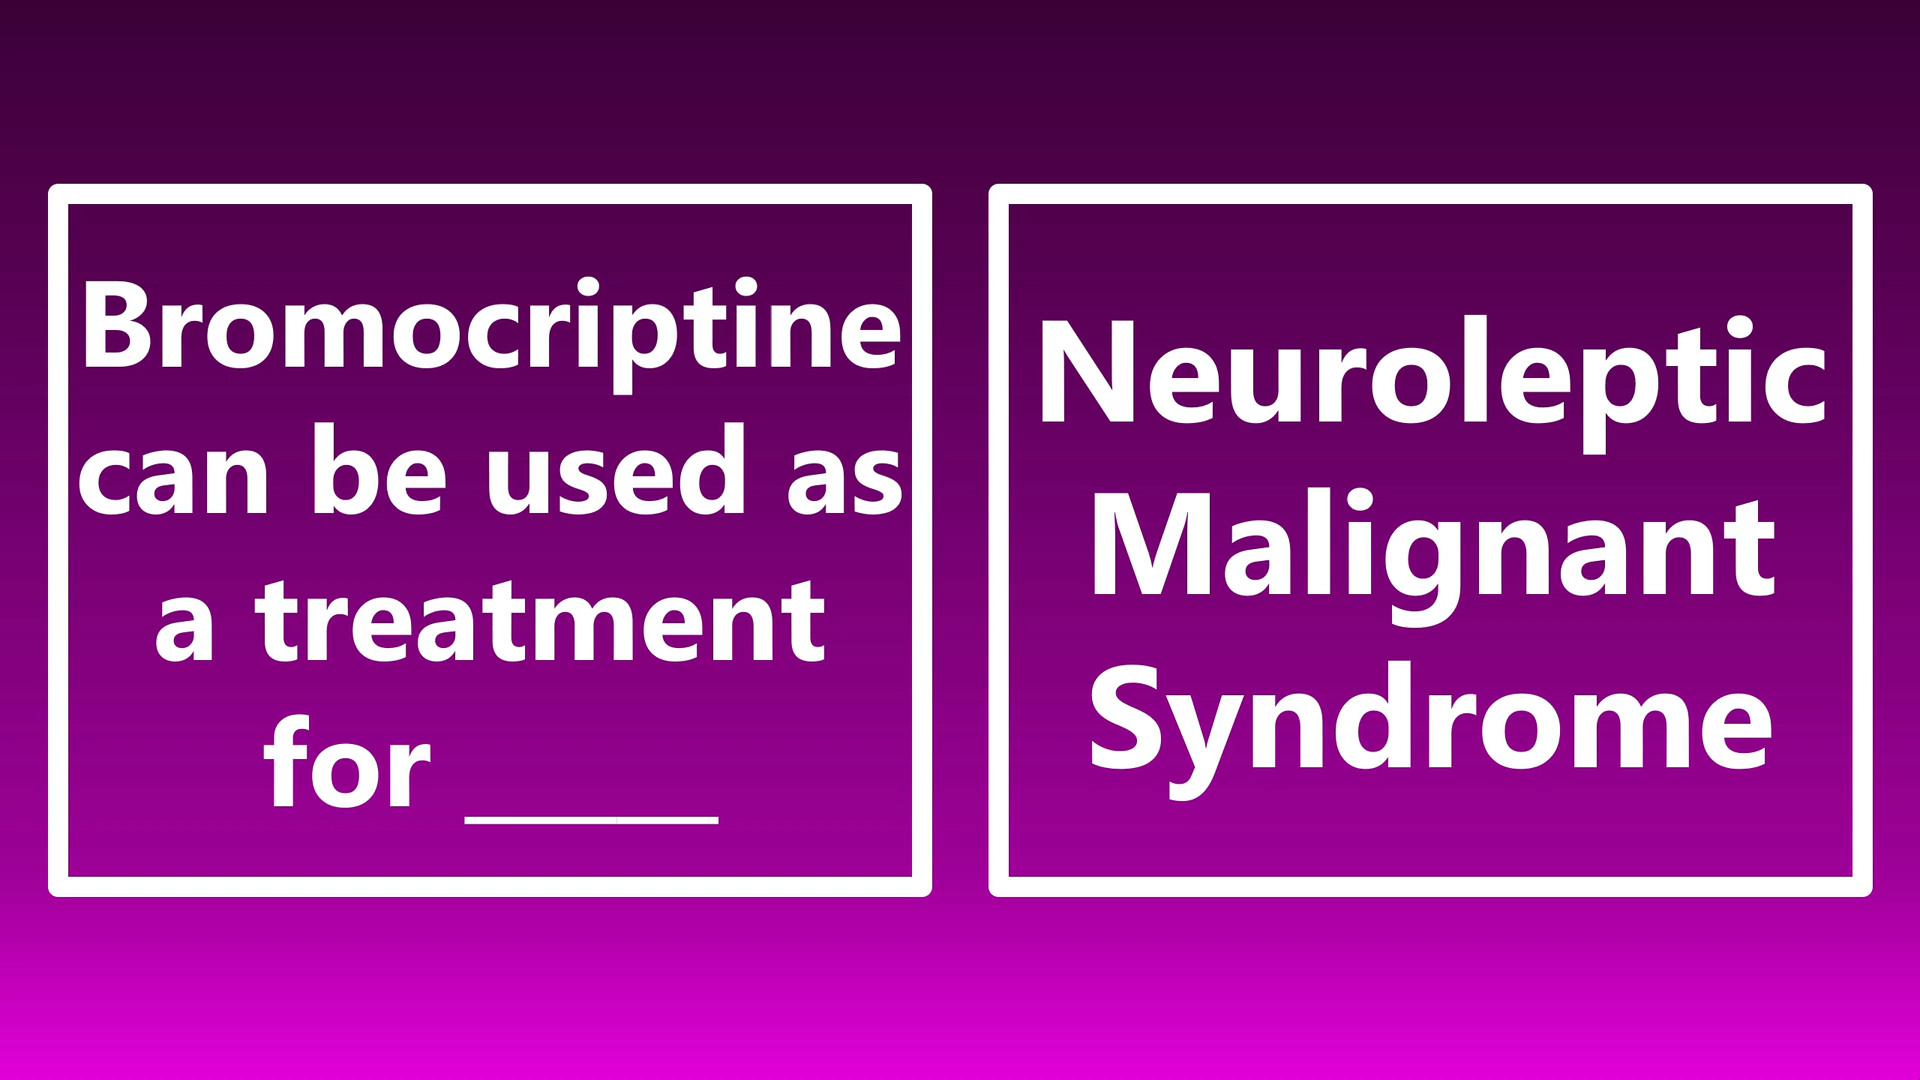 Bromocriptine
can be used as
a treatment
for _____
Neuroleptic
Malignant
Syndrome